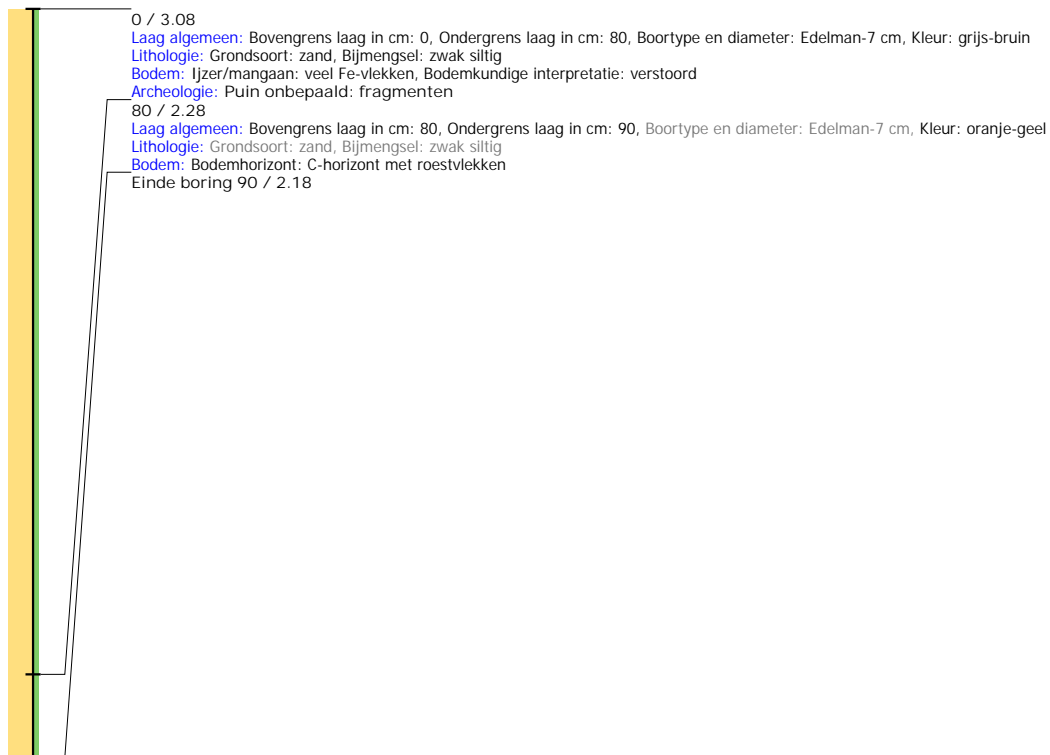 0 / 3.08
Laag algemeen: Bovengrens laag in cm: 0, Ondergrens laag in cm: 80, Boortype en diameter: Edelman-7 cm, Kleur: grijs-bruin
Lithologie: Grondsoort: zand, Bijmengsel: zwak siltig
Bodem: Ijzer/mangaan: veel Fe-vlekken, Bodemkundige interpretatie: verstoord
Archeologie: Puin onbepaald: fragmenten
80 / 2.28
Laag algemeen: Bovengrens laag in cm: 80, Ondergrens laag in cm: 90, Boortype en diameter: Edelman-7 cm, Kleur: oranje-geel
Lithologie: Grondsoort: zand, Bijmengsel: zwak siltig
Bodem: Bodemhorizont: C-horizont met roestvlekken
Einde boring 90 / 2.18